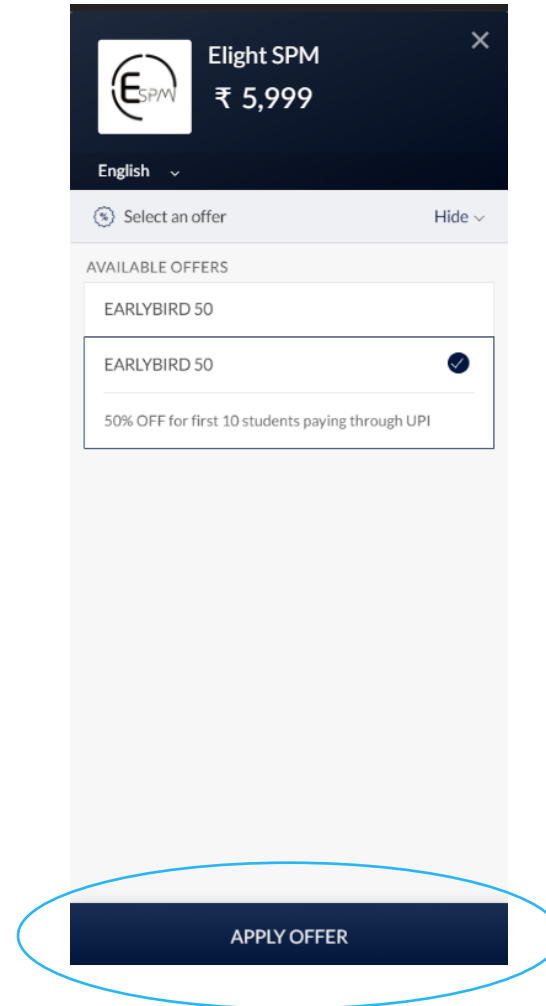 Elight SPM
ESPM
₹ 5,999
English
Select an offer
Hide
AVAILABLE OFFERS
EARLYBIRD 50
EARLYBIRD 50
50% OFF for first 10 students paying through UPI
APPLY OFFER